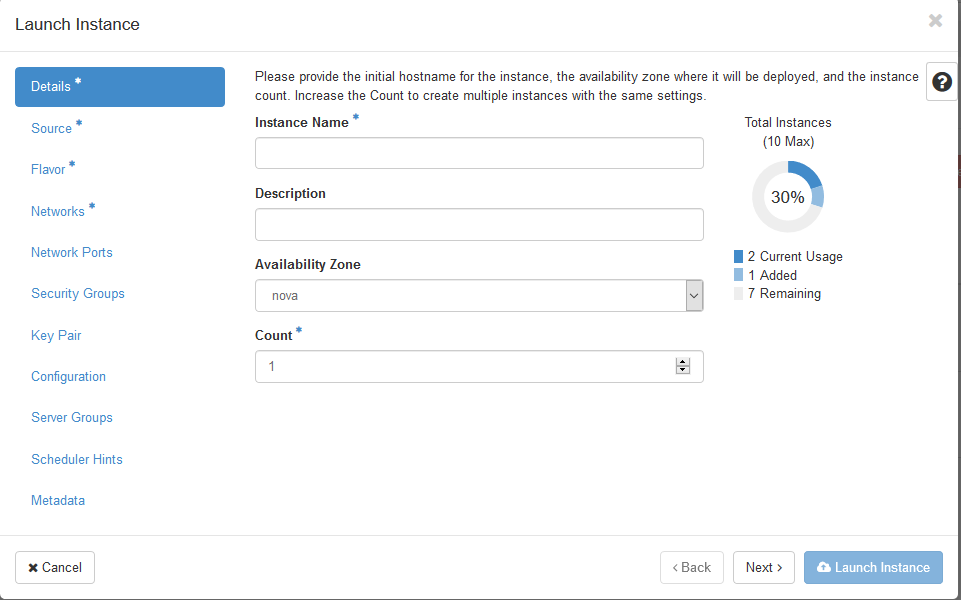 Launch Instance
Details *
Source *
Flavor *
Networks *
Network Ports
Security Groups
Key Pair
Configuration
Server Groups
Scheduler Hints
Metadata
Please provide the initial hostname for the instance, the availability zone where it will be deployed, and the instance
count. Increase the Count to create multiple instances with the same settings.
Instance Name *
Description
Availability Zone
nova
Count *
1
Total Instances
(10 Max)
30%
2 Current Usage
1 Added
7 Remaining
Cancel
< Back
Next >
Launch Instance